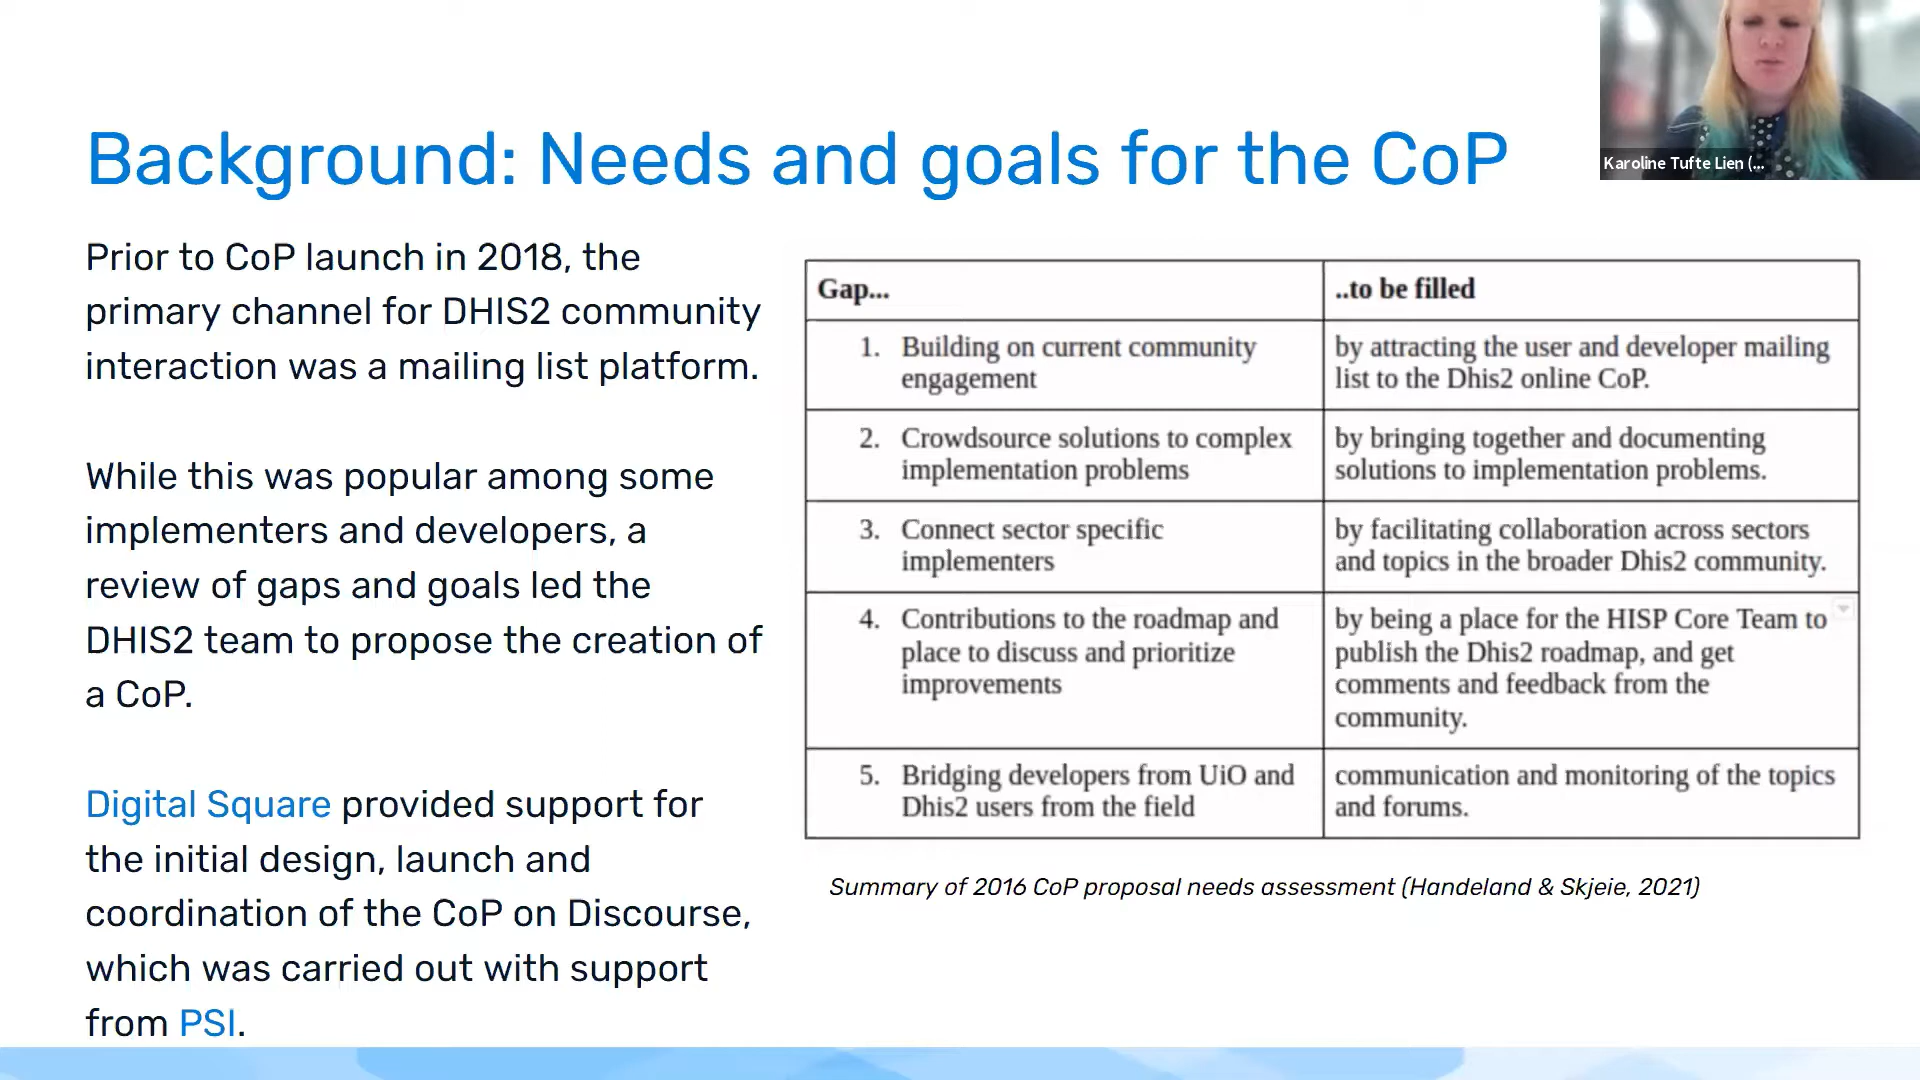 Background: Needs and goals for the CoP
Karoline Tufte Lien (...
Prior to CoP launch in 2018, the
primary channel for DHIS2 community
interaction was a mailing list platform.
While this was popular among some
implementers and developers, a
review of gaps and goals led the
DHIS2 team to propose the creation of
a CoP.
Digital Square provided support for
the initial design, launch and
coordination of the CoP on Discourse,
which was carried out with support
from PSI.
Gap...
..to be filled
1. Building on current community
engagement
by attracting the user and developer mailing
list to the Dhis2 online CoP.
2. Crowdsource solutions to complex
implementation problems
by bringing together and documenting
solutions to implementation problems.
3. Connect sector specific
implementers
by facilitating collaboration across sectors
and topics in the broader Dhis2 community.
4. Contributions to the roadmap and
place to discuss and prioritize
improvements
by being a place for the HISP Core Team to
publish the Dhis2 roadmap, and get
comments and feedback from the
community.
5. Bridging developers from UiO and
Dhis2 users from the field
communication and monitoring of the topics
and forums.
Summary of 2016 CoP proposal needs assessment (Handeland & Skjeie, 2021)